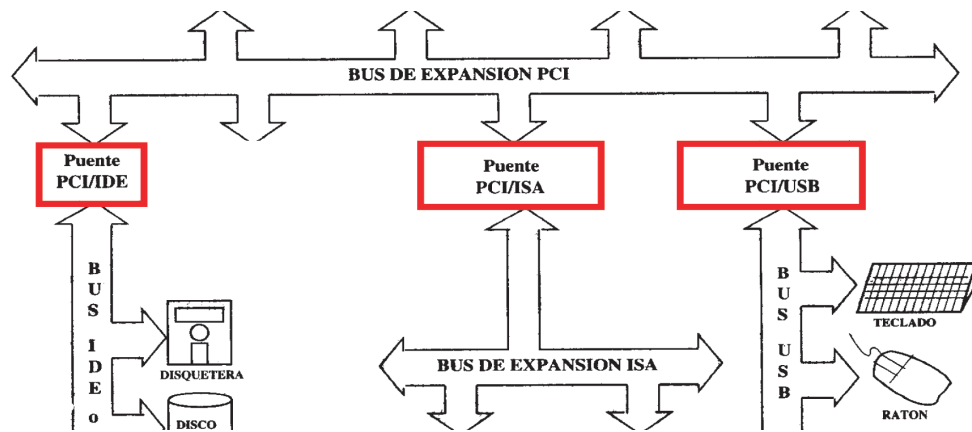 BUS DE EXPANSION PCI
Puente
PCI/IDE
Puente
PCI/ISA
Puente
PCI/USB
BUS IDE o
DISQUETERA
DISCO
BUS DE EXPANSION ISA
BUS USB
TECLADO
RATON